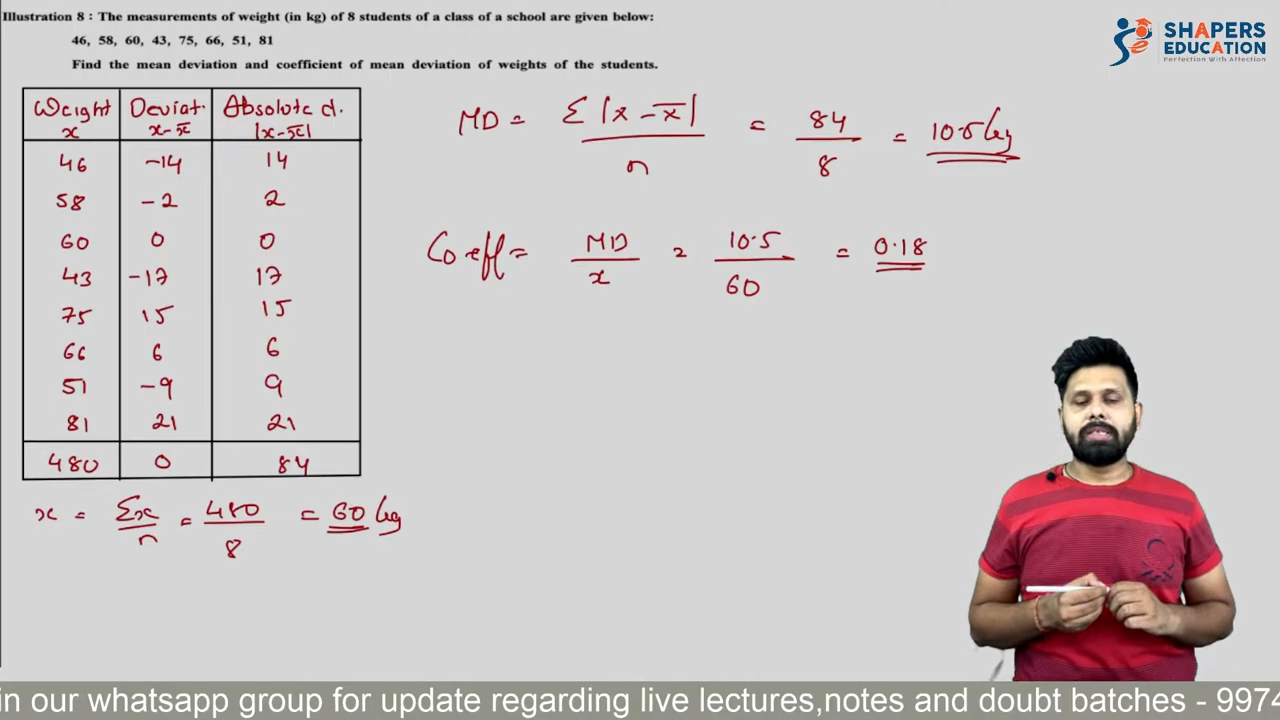 Illustration 8 : The measurements of weight (in kg) of 8 students of a class of a school are given below:
46, 58, 60, 43, 75, 66, 51, 81
Find the mean deviation and coefficient of mean deviation of weights of the students.
SHAPERS
EDUCATION
Perfection With Affection
Weight x | Deviat. x-x̅ | Absolute d. |x-x̅|
46 | -14 | 14
58 | -2 | 2
60 | 0 | 0
43 | -17 | 17
75 | 15 | 15
66 | 6 | 6
51 | -9 | 9
81 | 21 | 21
480 | 0 | 84
x = Σx/n = 480/8 = 60 kg
MD = Σ|x-x̅|/n = 84/8 = 10.5 kg
Co eff = MD/x = 10.5/60 = 0.18
in our whatsapp group for update regarding live lectures,notes and doubt batches - 9974